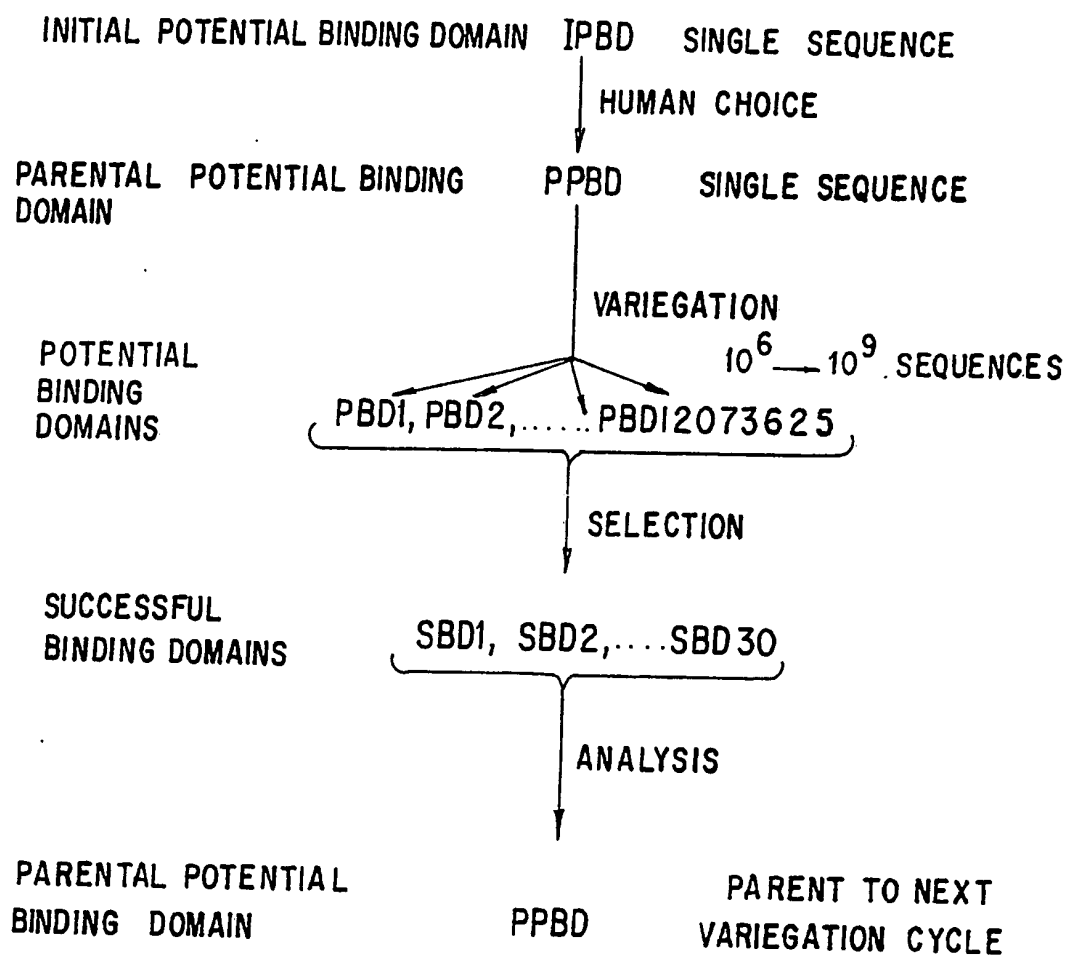 INITIAL POTENTIAL BINDING DOMAIN IPBD SINGLE SEQUENCE
HUMAN CHOICE
PARENTAL POTENTIAL BINDING DOMAIN PPBD SINGLE SEQUENCE
VARIEGATION
10^6 → 10^9 SEQUENCES
POTENTIAL
BINDING
DOMAINS
PBD1, PBD2,...... PBD12073625
SELECTION
SUCCESSFUL
BINDING DOMAINS
SBD1, SBD2,....SBD30
ANALYSIS
PARENTAL POTENTIAL
BINDING DOMAIN
PPBD
PARENT TO NEXT
VARIEGATION CYCLE